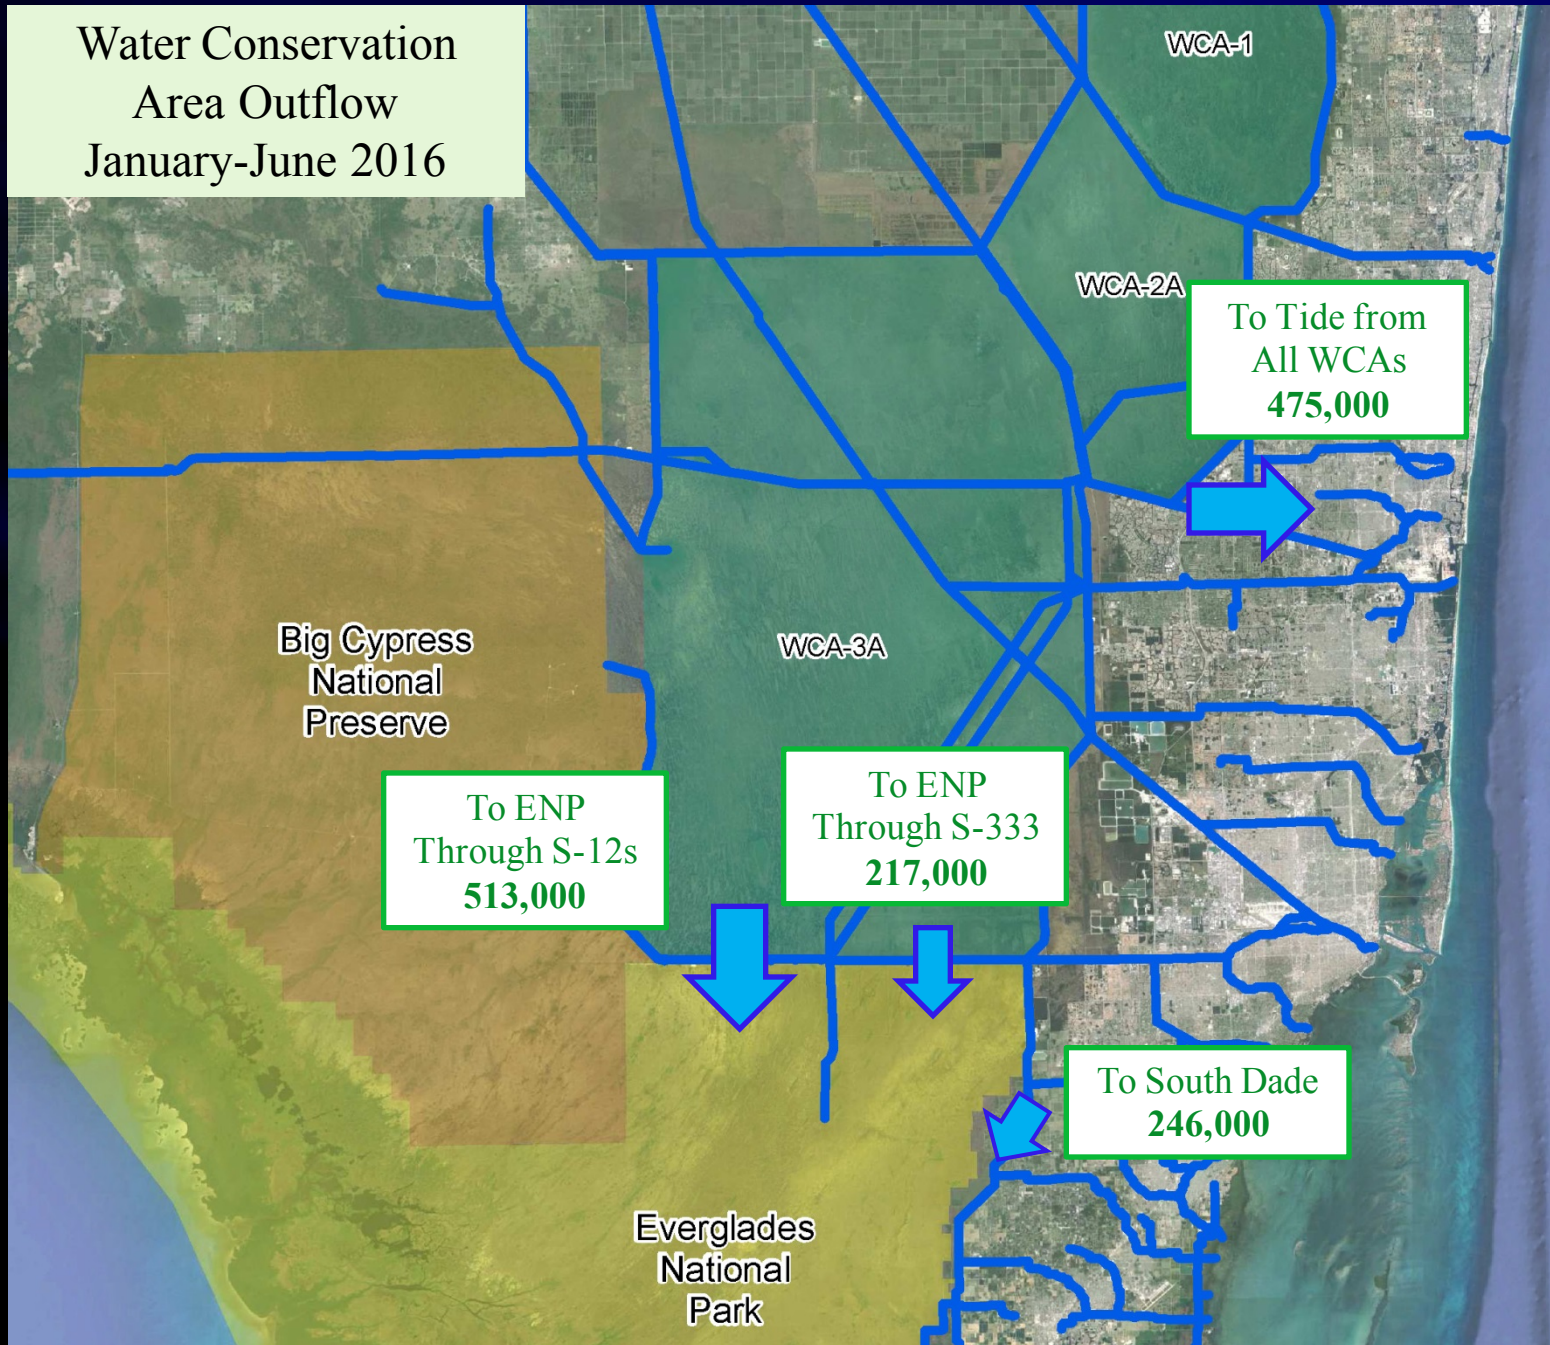 Water Conservation
Area Outflow
January-June 2016
WCA-1
WCA-2A
To Tide from
All WCAs
475,000
Big Cypress
National
Preserve
WCA-3A
To ENP
Through S-12s
513,000
To ENP
Through S-333
217,000
To South Dade
246,000
Everglades
National
Park